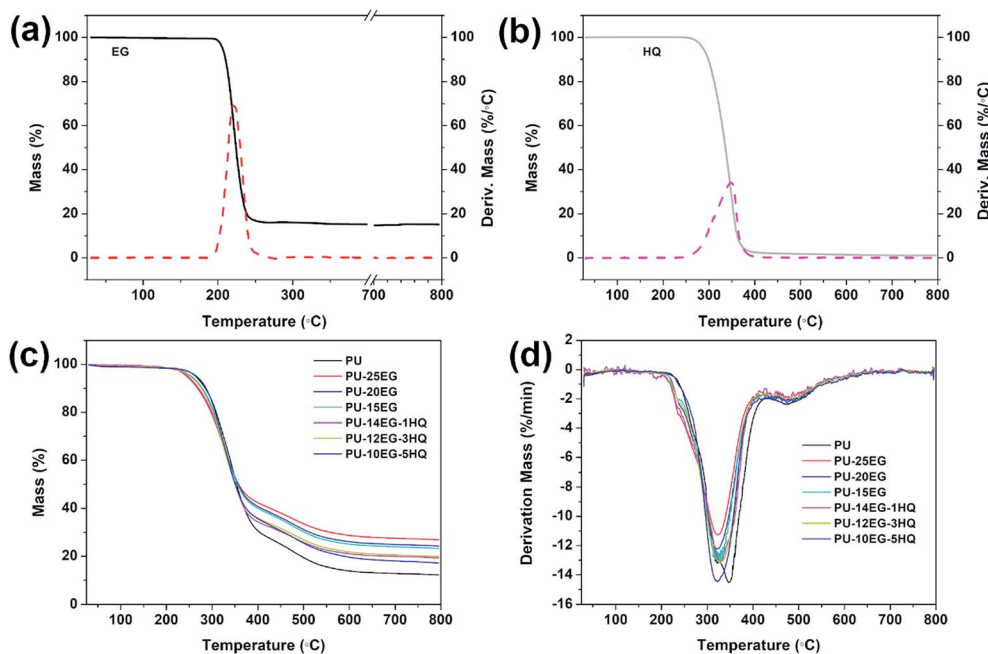 (a)
EG
Mass (%)
100
80
60
40
20
0
100
80
60
40
20
0
Deriv. Mass (%/°C)
100 200 300 700 800
Temperature (°C)
(b)
HQ
Mass (%)
100
80
60
40
20
0
100
80
60
40
20
0
Deriv. Mass (%/°C)
100 200 300 400 500 600 700 800
Temperature (°C)
(c)
Mass (%)
100
80
60
40
20
0
PU
PU-25EG
PU-20EG
PU-15EG
PU-14EG-1HQ
PU-12EG-3HQ
PU-10EG-5HQ
100 200 300 400 500 600 700 800
Temperature (°C)
(d)
Derivation Mass (%/min)
2
0
-2
-4
-6
-8
-10
-12
-14
-16
PU
PU-25EG
PU-20EG
PU-15EG
PU-14EG-1HQ
PU-12EG-3HQ
PU-10EG-5HQ
100 200 300 400 500 600 700 800
Temperature (°C)